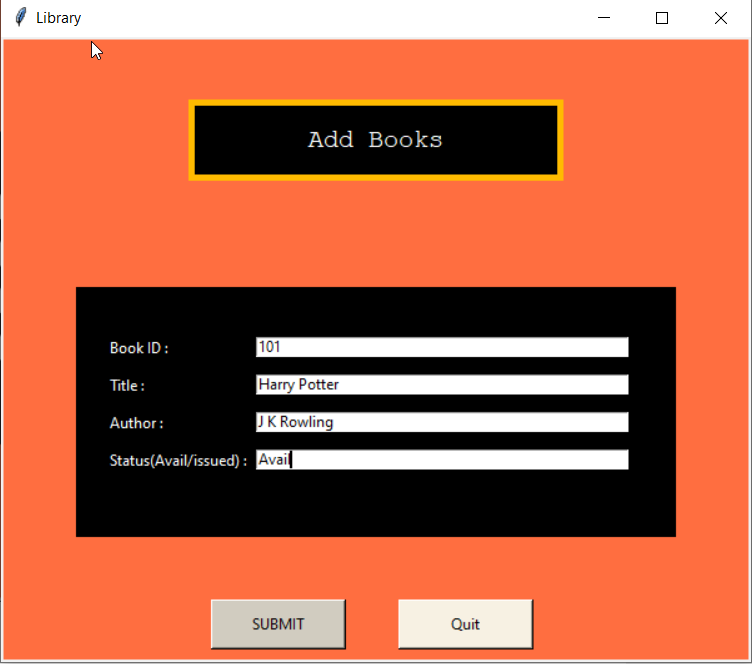 Library
Add Books
Book ID : 101
Title : Harry Potter
Author : J K Rowling
Status(Avail/issued) : Avail
SUBMIT Quit